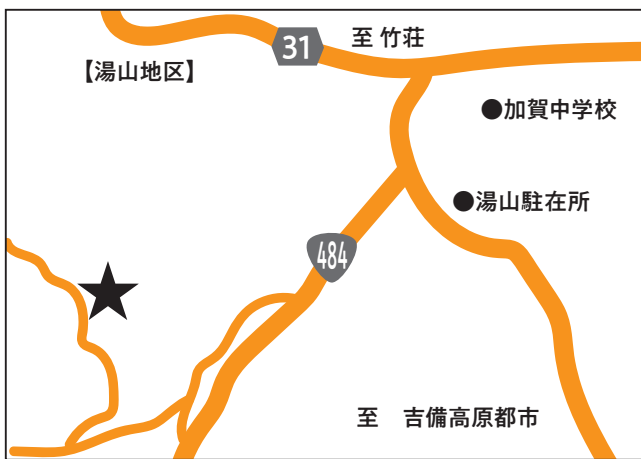 至 竹荘
31
【湯山地区】
●加賀中学校
●湯山駐在所
484
至 吉備高原都市